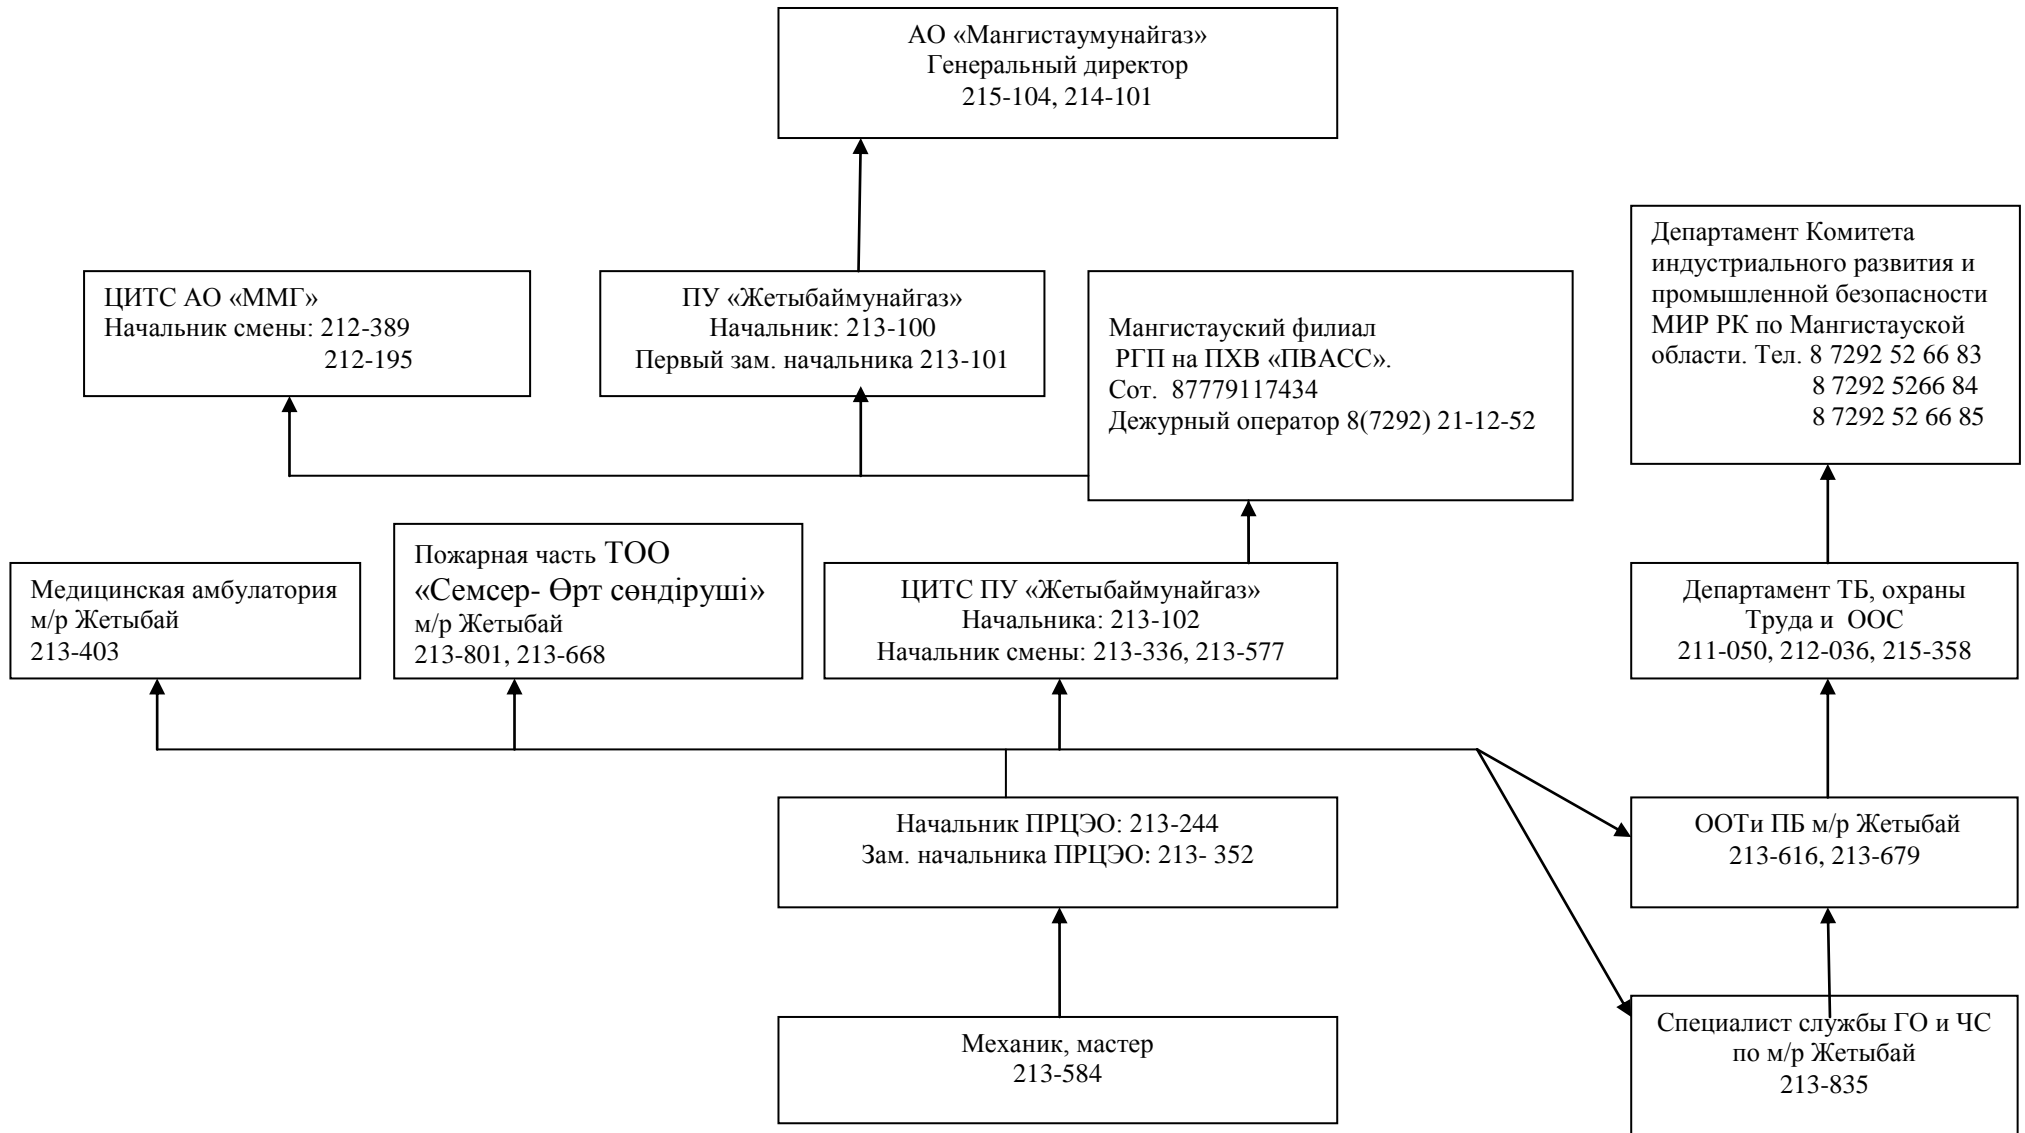 АО «Мангистаумунайгаз»
Генеральный директор
215-104, 214-101
ЦИТС АО «ММГ»
Начальник смены: 212-389
212-195
ПУ «Жетыбаймунайгаз»
Начальник: 213-100
Первый зам. начальника 213-101
Мангистауский филиал
РГП на ПХВ «ПВАСС».
Сот. 87779117434
Дежурный оператор 8(7292) 21-12-52
Департамент Комитета
индустриального развития и
промышленной безопасности
МИР РК по Мангистауской
области. Тел. 8 7292 52 66 83
8 7292 5266 84
8 7292 52 66 85
Медицинская амбулатория
м/р Жетыбай
213-403
Пожарная часть ТОО
«Семсер- Өрт сөндіруші»
м/р Жетыбай
213-801, 213-668
ЦИТС ПУ «Жетыбаймунайгаз»
Начальника: 213-102
Начальник смены: 213-336, 213-577
Департамент ТБ, охраны
Труда и ООС
211-050, 212-036, 215-358
Начальник ПРЦЭО: 213-244
Зам. начальника ПРЦЭО: 213- 352
ООТи ПБ м/р Жетыбай
213-616, 213-679
Механик, мастер
213-584
Специалист службы ГО и ЧС
по м/р Жетыбай
213-835